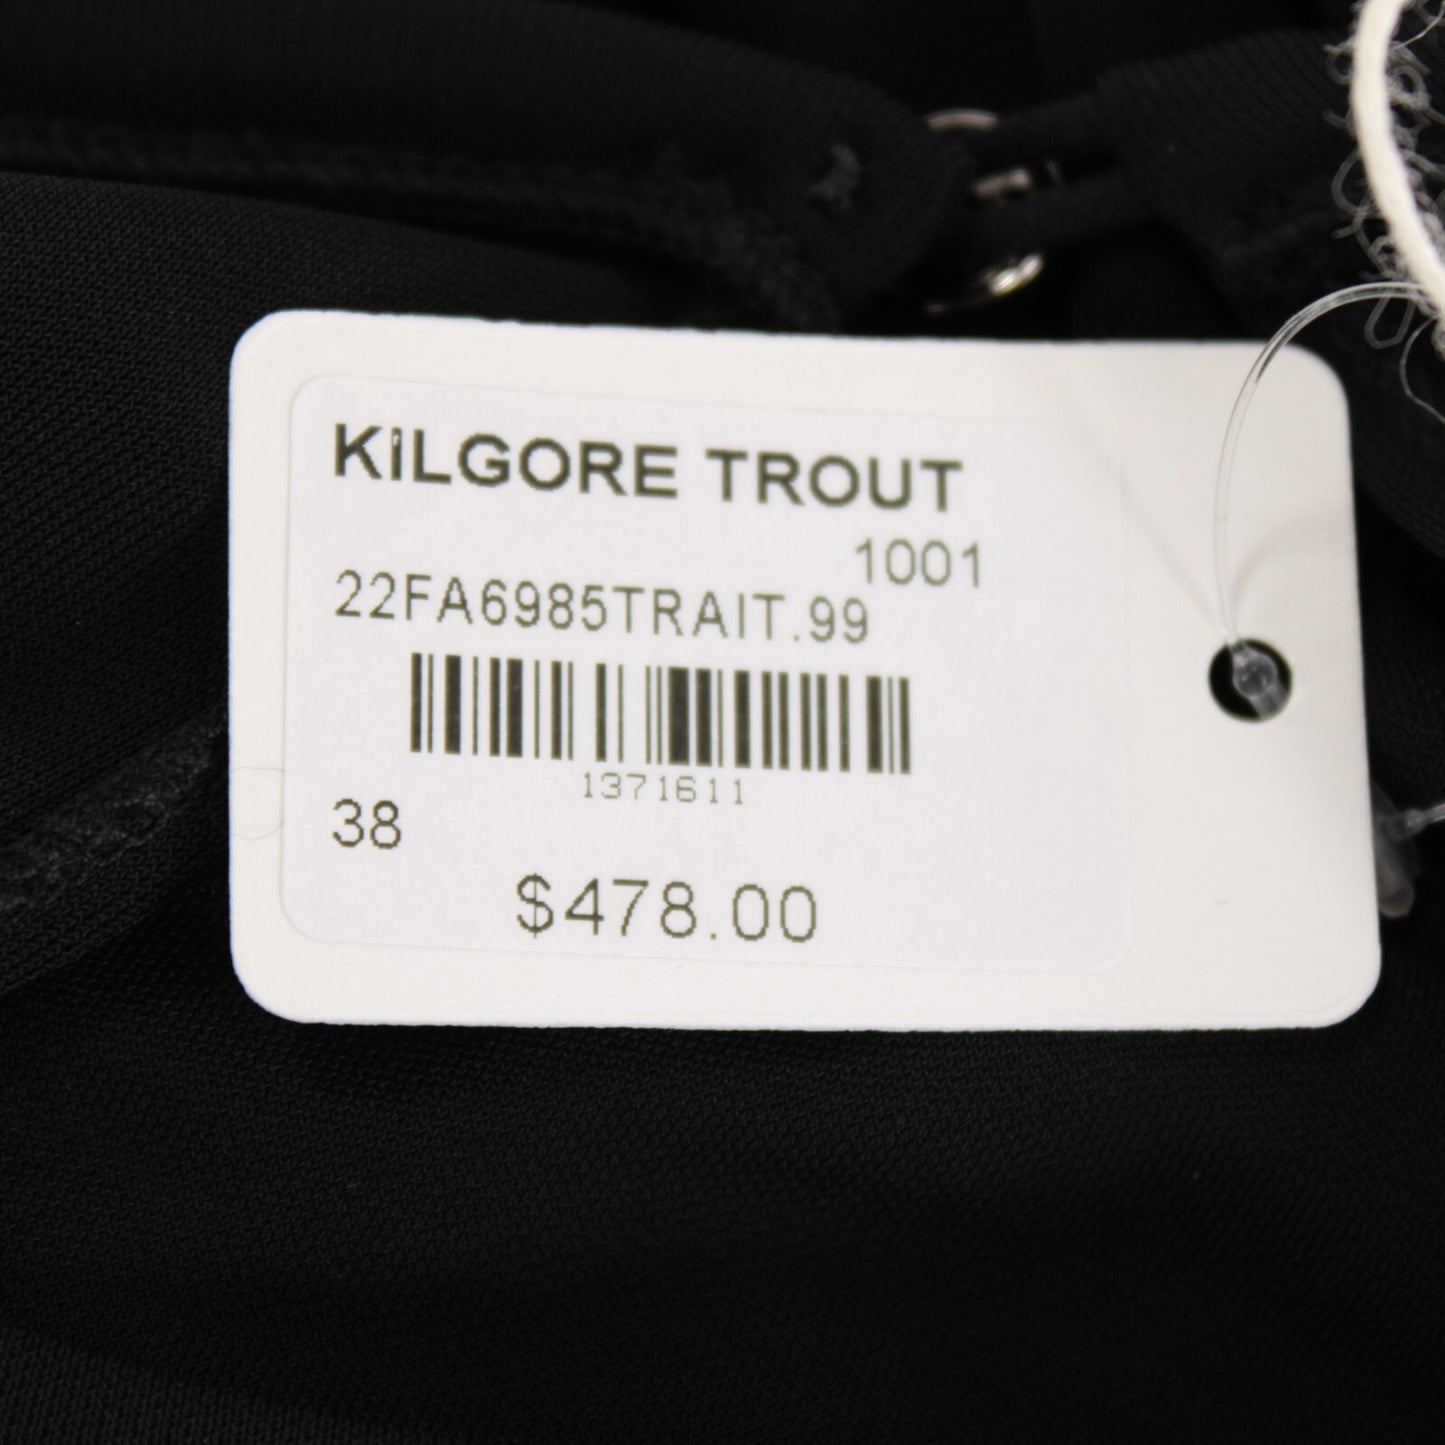 KILGORE TROUT
1001
22FA6985TRAIT.99
1371611
38
$478.00